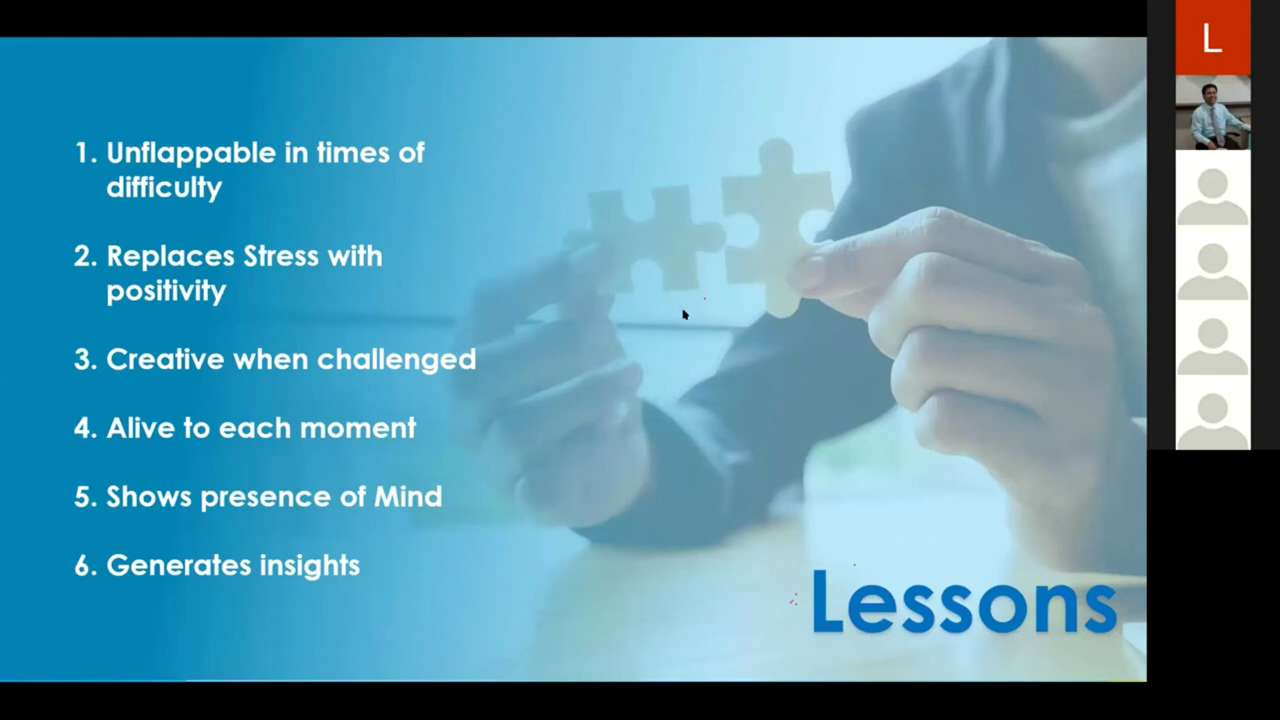 L
1. Unflappable in times of
difficulty
2. Replaces Stress with
positivity
3. Creative when challenged
4. Alive to each moment
5. Shows presence of Mind
6. Generates insights
Lessons